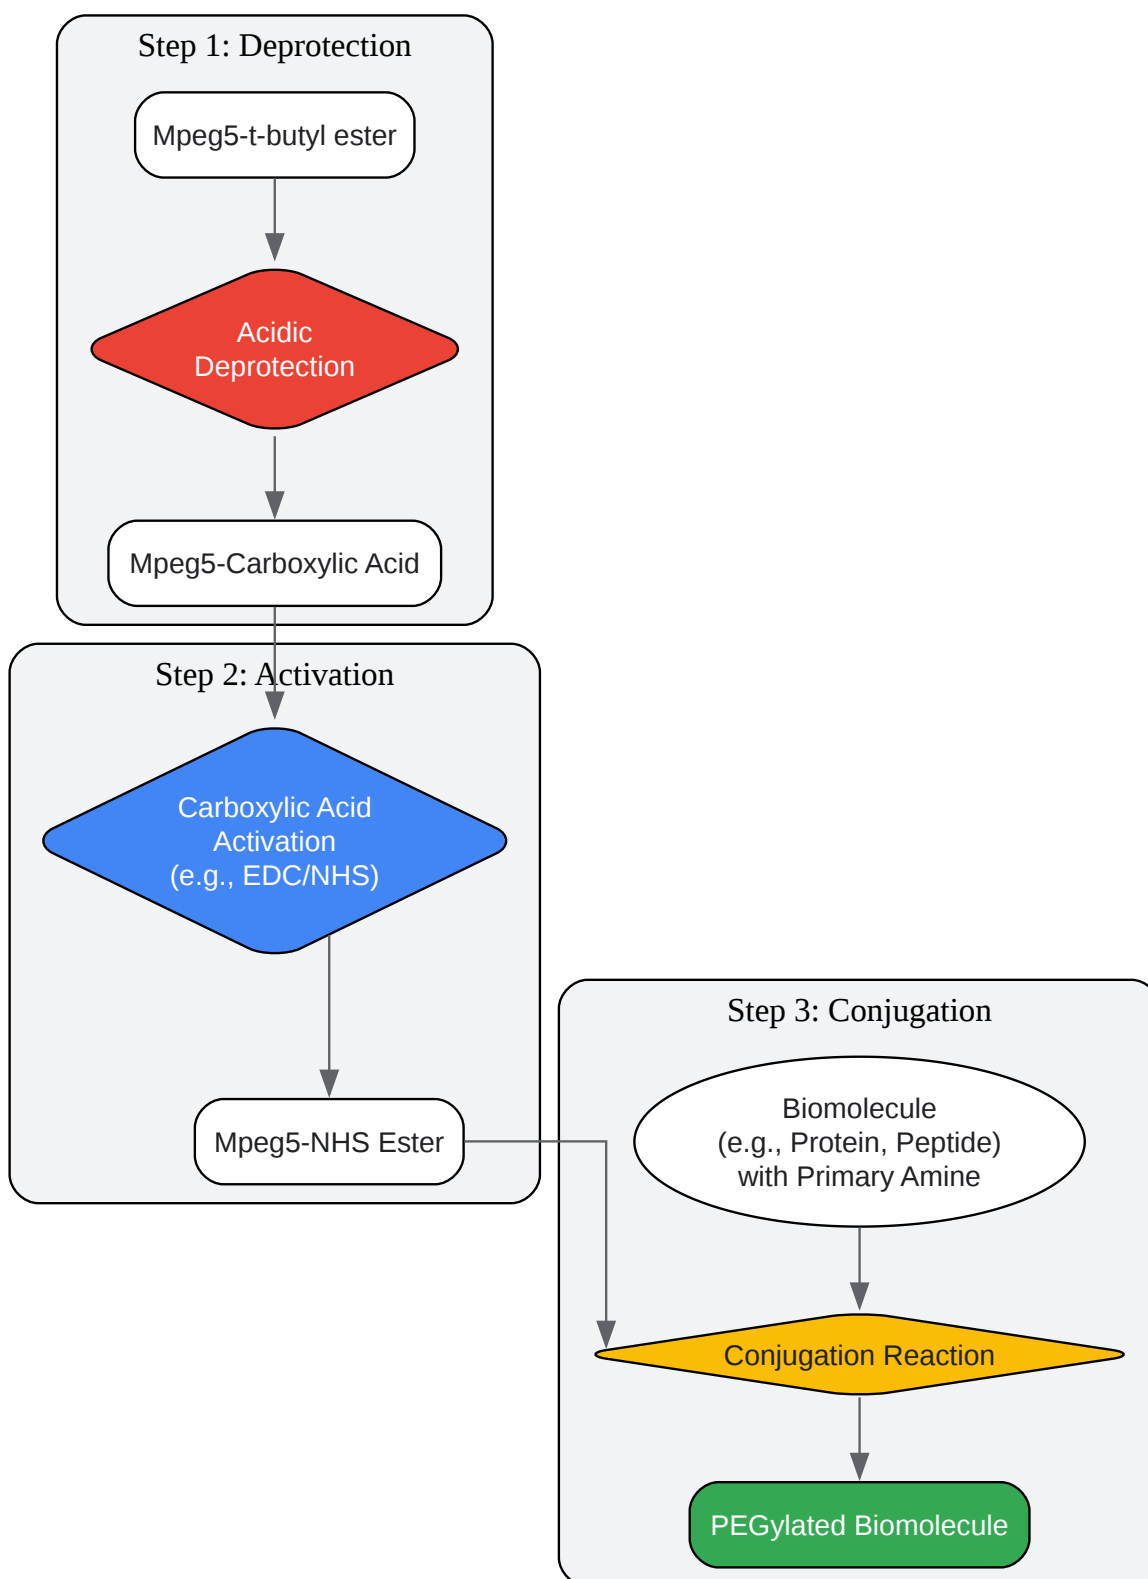 Step 1: Deprotection
Mpeg5-t-butyl ester
Acidic
Deprotection
Mpeg5-Carboxylic Acid
Step 2: Activation
Carboxylic Acid
Activation
(e.g., EDC/NHS)
Mpeg5-NHS Ester
Step 3: Conjugation
Biomolecule
(e.g., Protein, Peptide)
with Primary Amine
Conjugation Reaction
PEGylated Biomolecule